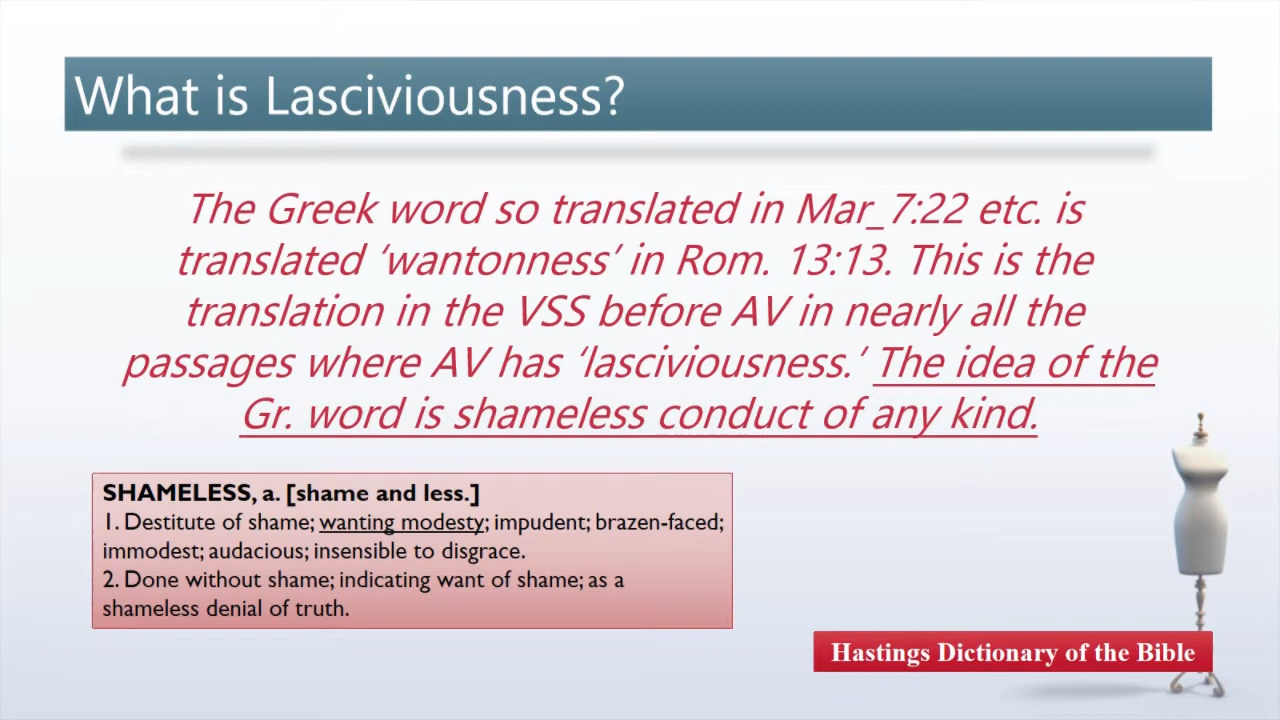 What is Lasciviousness?
The Greek word so translated in Mar_7:22 etc. is
translated ‘wantonness’ in Rom. 13:13. This is the
translation in the VSS before AV in nearly all the
passages where AV has ‘lasciviousness.’ The idea of the
Gr. word is shameless conduct of any kind.
SHAMELESS, a. [shame and less.]
1. Destitute of shame; wanting modesty; impudent; brazen-faced;
immodest; audacious; insensible to disgrace.
2. Done without shame; indicating want of shame; as a
shameless denial of truth.
Hastings Dictionary of the Bible